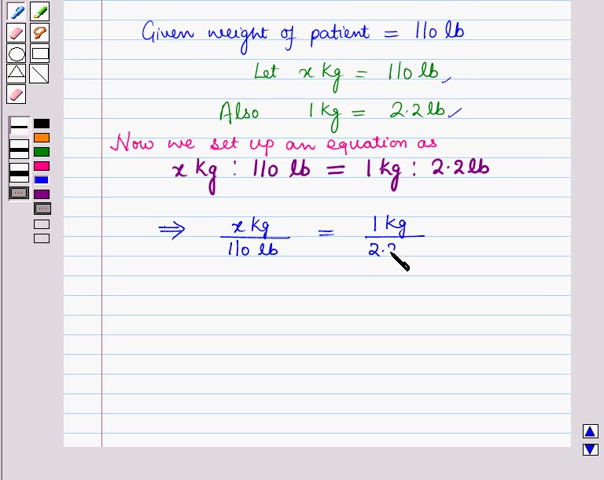 Given weight of patient = 110 lb
Let x Kg = 110 lb ✓
Also 1 Kg = 2.2 lb ✓
Now we set up an equation as
x Kg : 110 lb = 1 Kg : 2.2 lb
⇒ x Kg / 110 lb = 1 Kg / 2.2